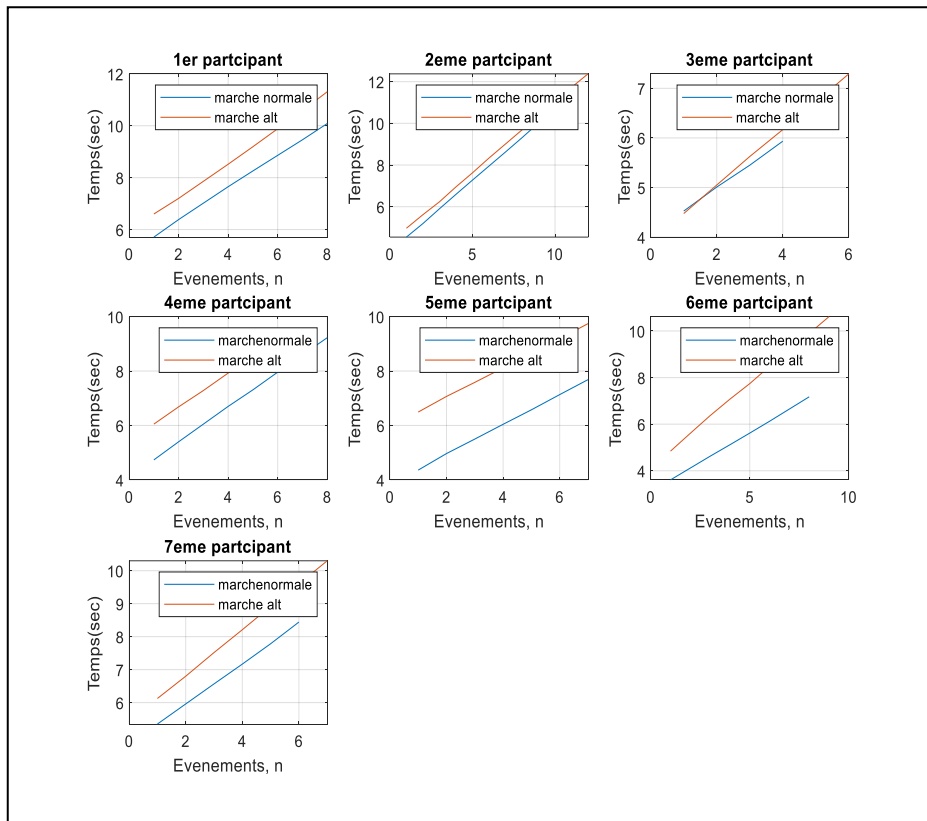 1er partcipant
12
10
8
6
0
2
4
6
8
Temps(sec)
Evenements, n
marche normale
marche alt
2eme partcipant
12
10
8
6
0
5
10
Temps(sec)
Evenements, n
marche normale
marche alt
3eme partcipant
7
6
5
4
0
2
4
6
Temps(sec)
Evenements, n
marche normale
marche alt
4eme partcipant
10
8
6
4
0
2
4
6
8
Temps(sec)
Evenements, n
marchenormale
marche alt
5eme partcipant
10
8
6
4
0
2
4
6
Temps(sec)
Evenements, n
marchenormale
marche alt
6eme partcipant
10
8
6
4
0
5
10
Temps(sec)
Evenements, n
marchenormale
marche alt
7eme partcipant
10
9
8
7
6
0
2
4
6
Temps(sec)
Evenements, n
marchenormale
marche alt